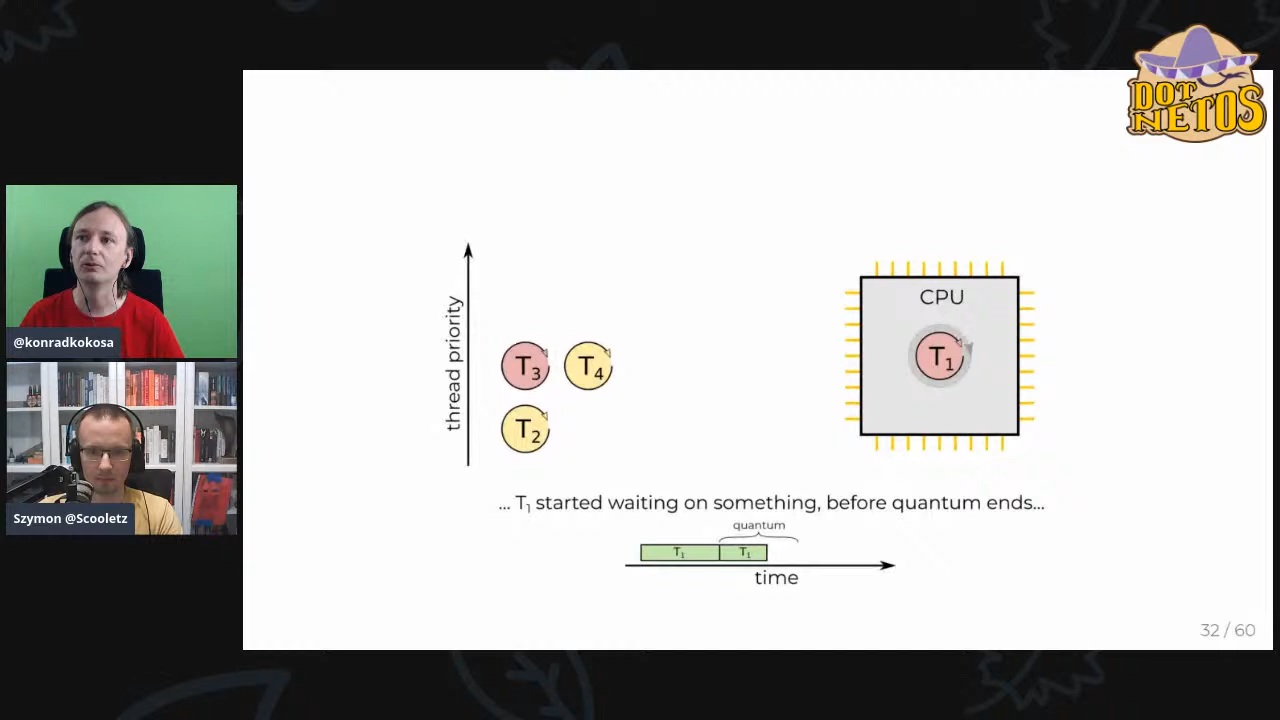 DOT
NETOS
@konradkokosa
Szymon @Scooletz
thread priority
T3
T4
T2
CPU
T1
... T1 started waiting on something, before quantum ends...
quantum
T1
T1
time
32 / 60